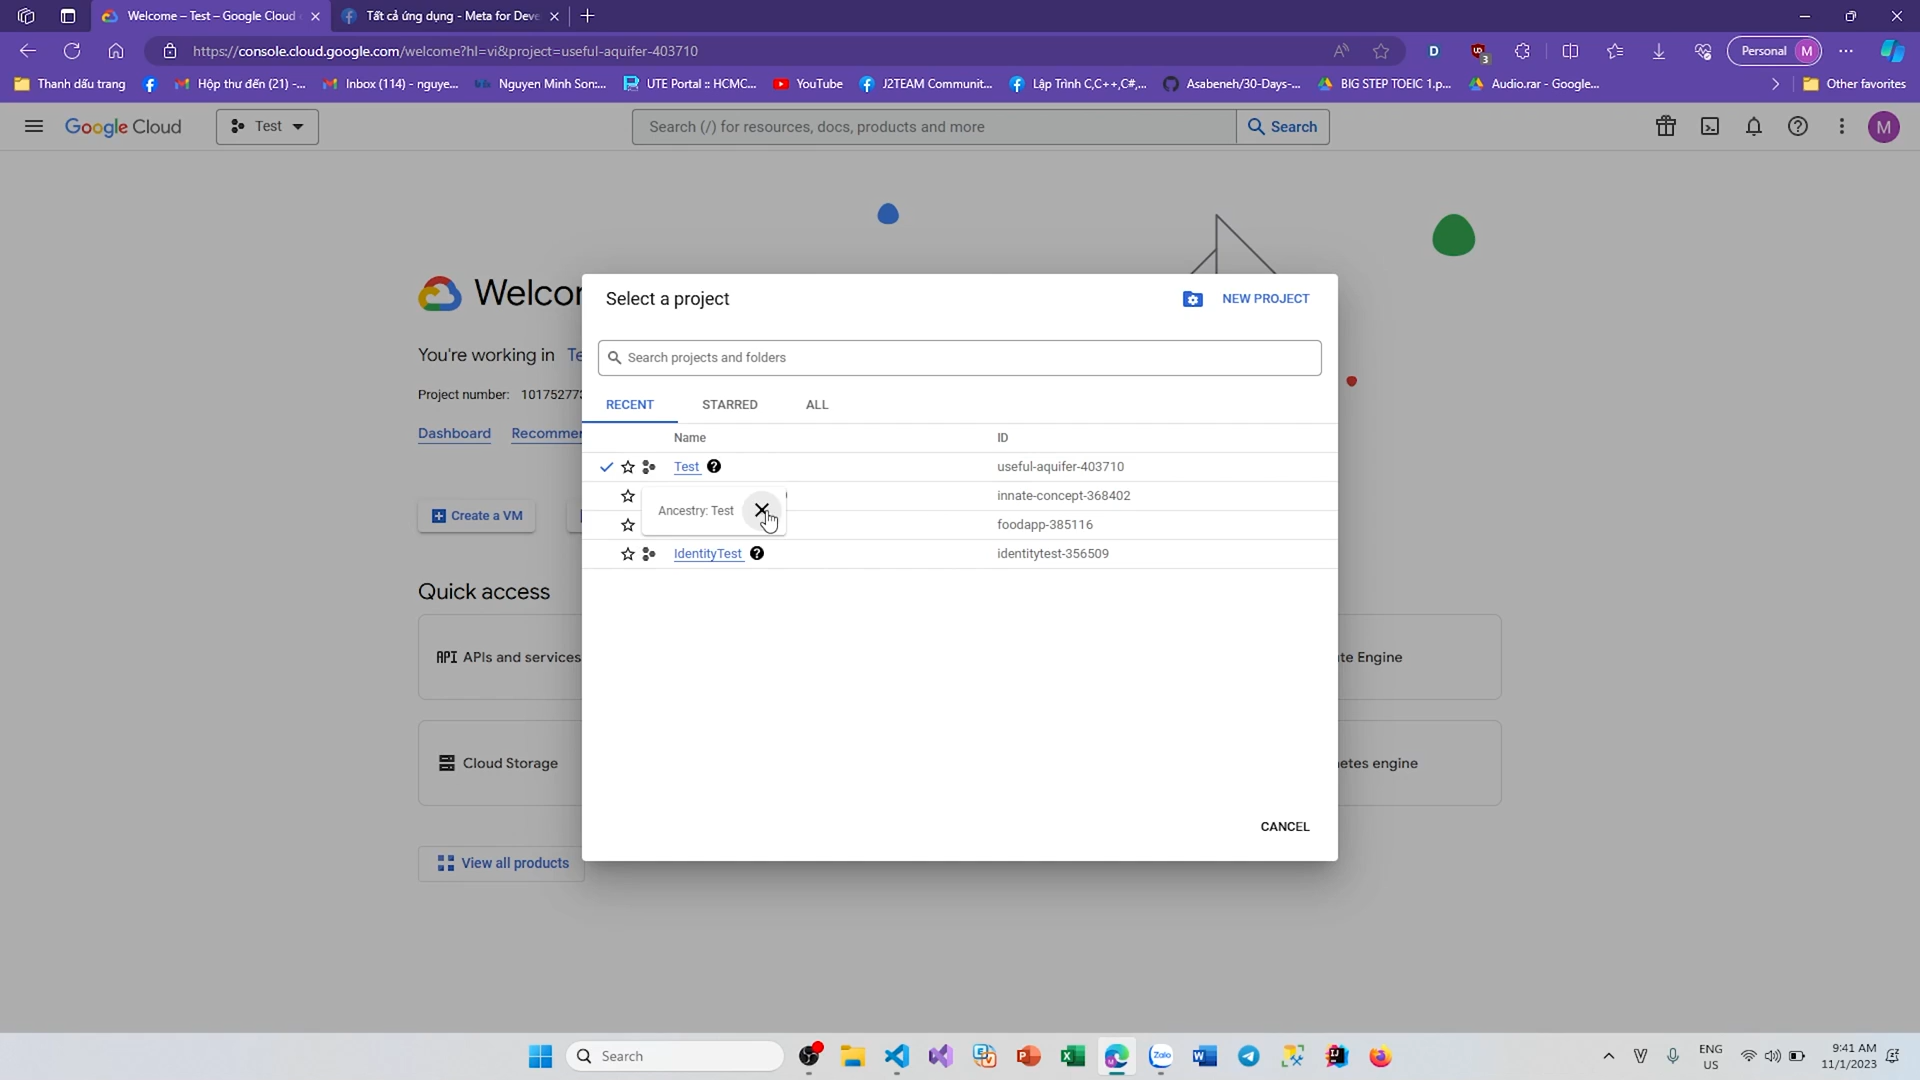 Welcome – Test – Google Cloud
Tất cả ứng dụng - Meta for Deve
https://console.cloud.google.com/welcome?hl=vi&project=useful-aquifer-403710
D
3
Personal
M
Thanh dấu trang
Hộp thư đến (21) -...
Inbox (114) - nguye...
Nguyen Minh Son:...
UTE Portal :: HCMC...
YouTube
J2TEAM Communit...
Lập Trình C,C++,C#,...
Asabeneh/30-Days-...
BIG STEP TOEIC 1.p...
Audio.rar - Google...
Other favorites
Google Cloud
Test
Search (/) for resources, docs, products and more
Search
M
Welcor
You're working in Te
Project number: 10175277
Dashboard
Recommer
Create a VM
Quick access
API APIs and services
te Engine
Cloud Storage
netes engine
View all products
Select a project
NEW PROJECT
Search projects and folders
RECENT
STARRED
ALL
Name
ID
Test
useful-aquifer-403710
innate-concept-368402
Ancestry: Test
foodapp-385116
IdentityTest
identitytest-356509
CANCEL
Search
Zalo
ENG
US
9:41 AM
11/1/2023